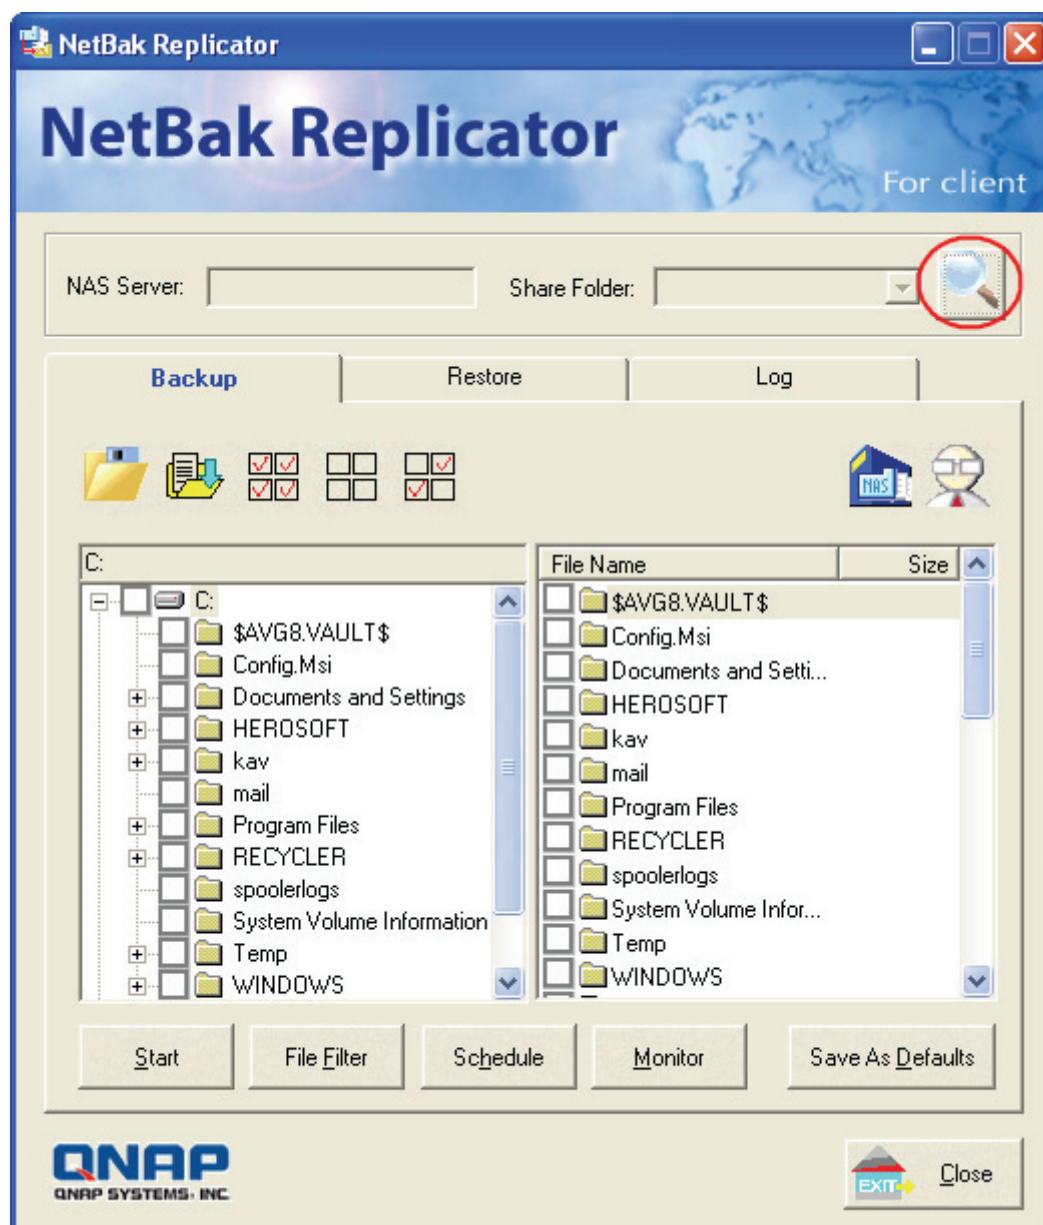 NetBak Replicator
NetBak Replicator
For client
NAS Server:
Share Folder:
Backup
Restore
Log
NAS
C:
C:
$AVG8.VAULT$
Config.Msi
Documents and Settings
HEROSOFT
kav
mail
Program Files
RECYCLER
spoolerlogs
System Volume Information
Temp
WINDOWS
File Name Size
$AVG8.VAULT$
Config.Msi
Documents and Setti...
HEROSOFT
kav
mail
Program Files
RECYCLER
spoolerlogs
System Volume Infor...
Temp
WINDOWS
Start
File Filter
Schedule
Monitor
Save As Defaults
QNAP
QNAP SYSTEMS, INC
EXIT
Close